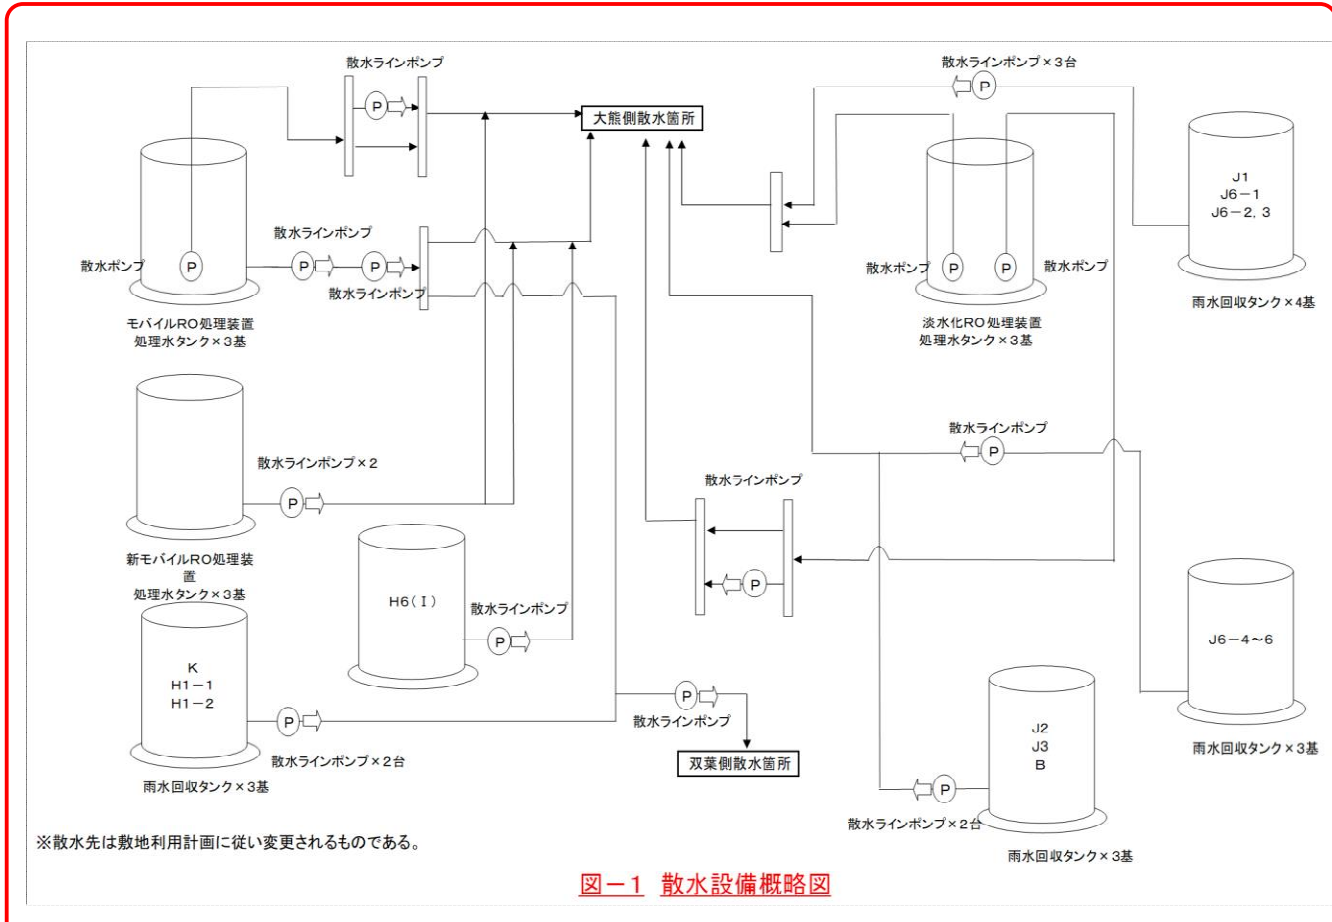 散水ラインポンプ
P
大熊側散水箇所
散水ラインポンプ×3台
P
J1
J6-1
J6-2, 3
雨水回収タンク×4基
散水ポンプ
P
散水ラインポンプ
P
P
散水ラインポンプ
モバイルRO処理装置
処理水タンク×3基
散水ポンプ
P
P
散水ポンプ
淡水化RO処理装置
処理水タンク×3基
散水ラインポンプ×2
P
新モバイルRO処理装
置
処理水タンク×3基
散水ラインポンプ
P
散水ラインポンプ
P
H6(I)
散水ラインポンプ
P
J6-4~6
雨水回収タンク×3基
K
H1-1
H1-2
P
散水ラインポンプ×2台
雨水回収タンク×3基
P
散水ラインポンプ
双葉側散水箇所
J2
J3
B
P
散水ラインポンプ×2台
雨水回収タンク×3基
※散水先は敷地利用計画に従い変更されるものである。
図-1 散水設備概略図